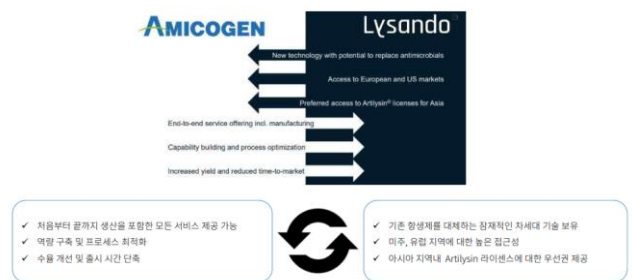 AMICOGEN
Lysando
New technology with potential to replace antimicrobials
Access to European and US markets
Preferred access to Artilysin® licenses for Asia
End-to-end service offering incl. manufacturing
Capability building and process optimization
Increased yield and reduced time-to-market
✓ 처음부터 끝까지 생산을 포함한 모든 서비스 제공 가능
✓ 역량 구축 및 프로세스 최적화
✓ 수율 개선 및 출시 시간 단축
✓ 기존 항생제를 대체하는 잠재적인 차세대 기술 보유
✓ 미주, 유럽 지역에 대한 높은 접근성
✓ 아시아 지역내 Artilysin 라이센스에 대한 우선권 제공